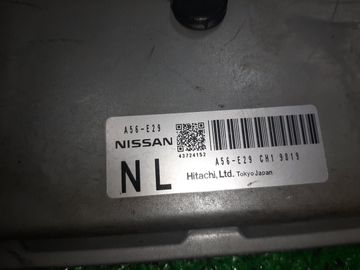 A56-E29
NISSAN
43724152
A56-E29 CH1 9819
NL
Hitachi, Ltd. Tokyo Japan